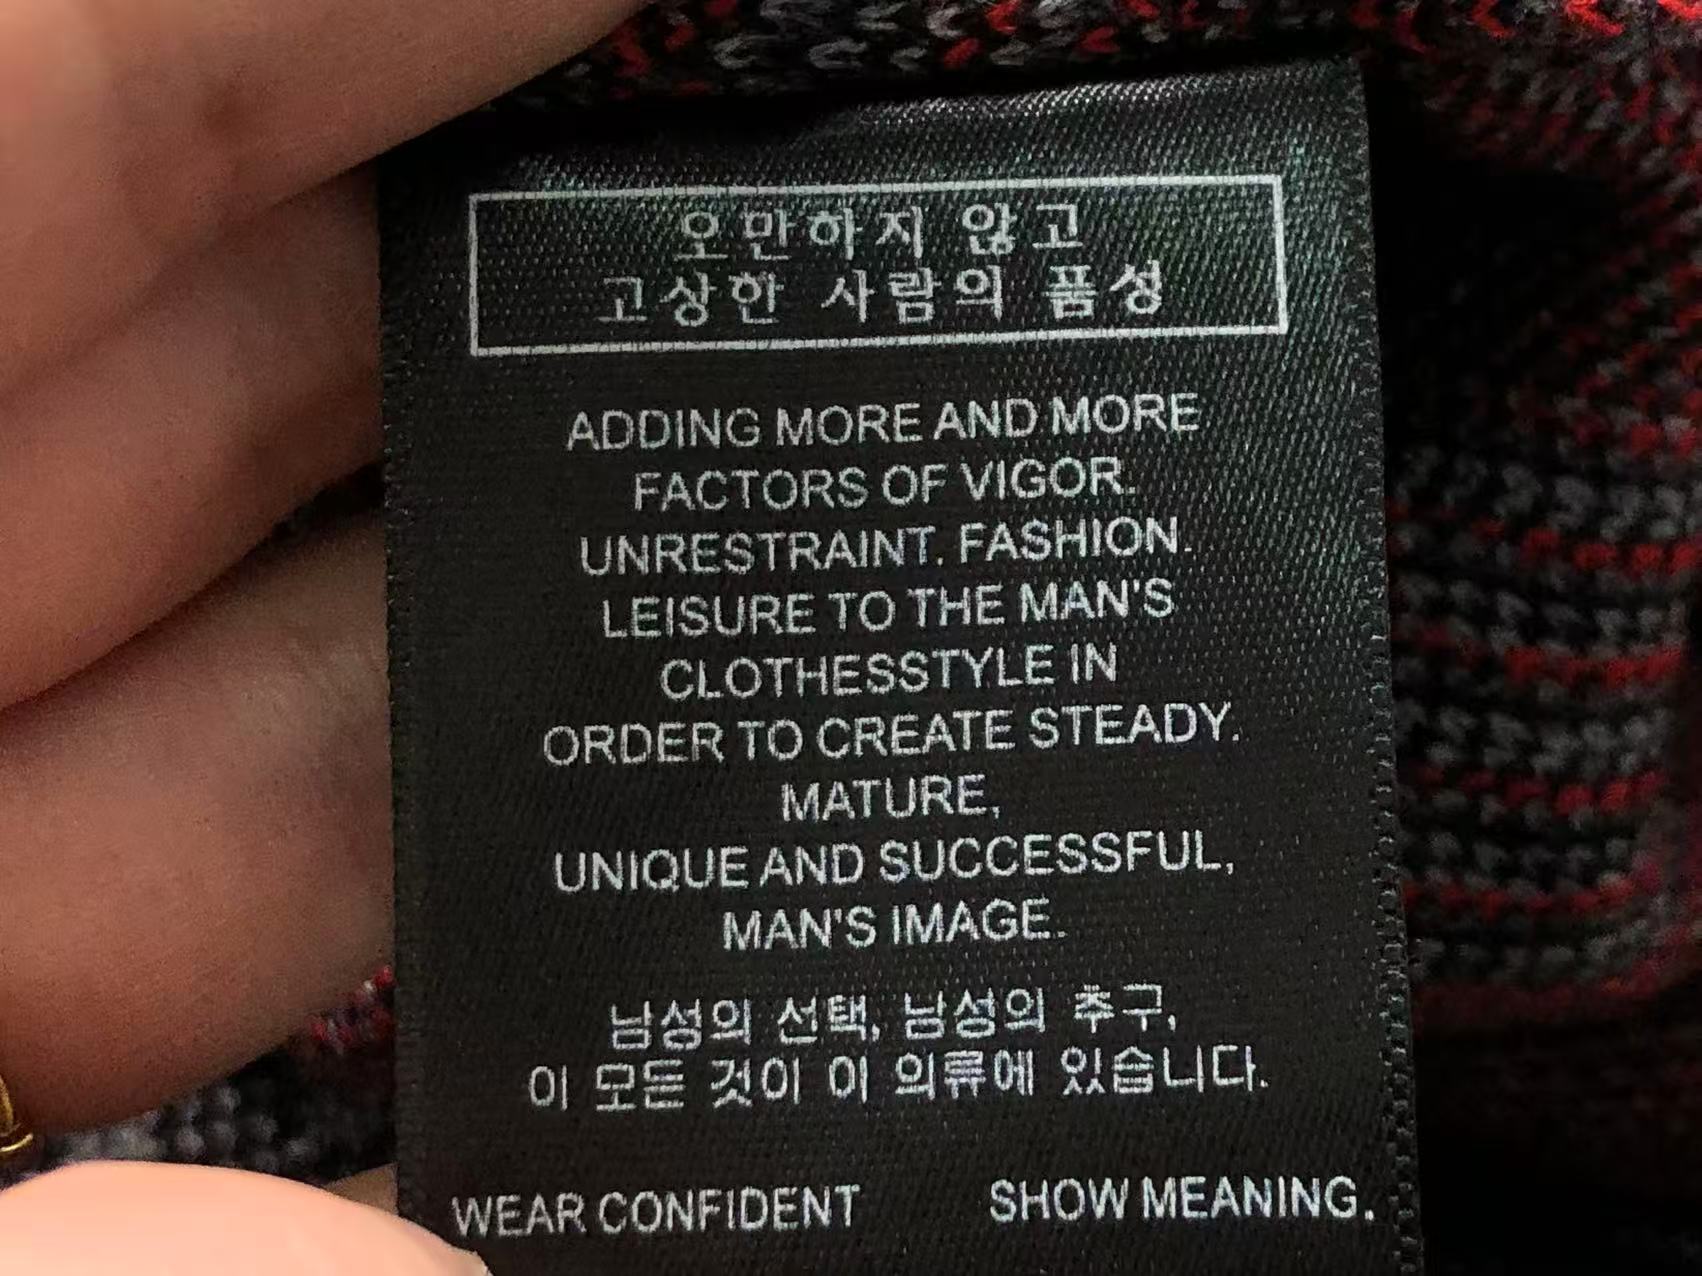 오만하지 않고
고상한 사람의 품성
ADDING MORE AND MORE
FACTORS OF VIGOR.
UNRESTRAINT. FASHION.
LEISURE TO THE MAN'S
CLOTHESSTYLE IN
ORDER TO CREATE STEADY.
MATURE,
UNIQUE AND SUCCESSFUL,
MAN'S IMAGE.
남성의 선택, 남성의 추구,
이 모든 것이 이 의류에 있습니다.
WEAR CONFIDENT SHOW MEANING.